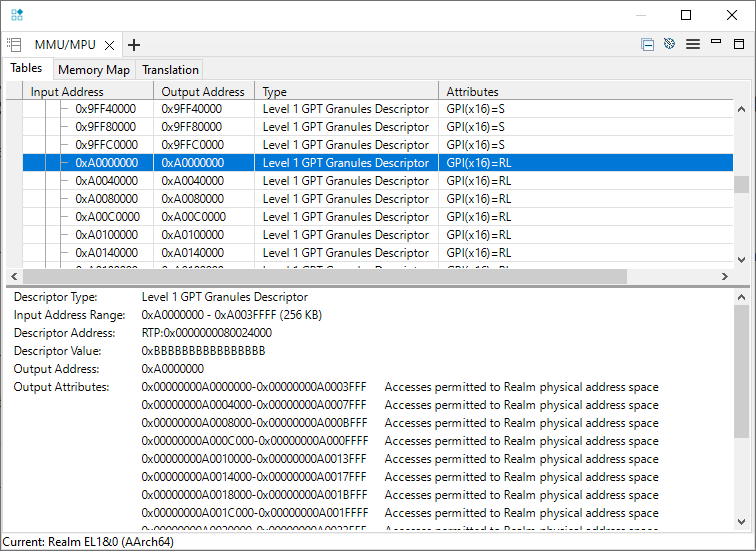 MMU/MPU
Tables Memory Map Translation
Input Address Output Address Type Attributes
0x9FF40000 0x9FF40000 Level 1 GPT Granules Descriptor GPI(x16)=S
0x9FF80000 0x9FF80000 Level 1 GPT Granules Descriptor GPI(x16)=S
0x9FFC0000 0x9FFC0000 Level 1 GPT Granules Descriptor GPI(x16)=S
0xA0000000 0xA0000000 Level 1 GPT Granules Descriptor GPI(x16)=RL
0xA0040000 0xA0040000 Level 1 GPT Granules Descriptor GPI(x16)=RL
0xA0080000 0xA0080000 Level 1 GPT Granules Descriptor GPI(x16)=RL
0xA00C0000 0xA00C0000 Level 1 GPT Granules Descriptor GPI(x16)=RL
0xA0100000 0xA0100000 Level 1 GPT Granules Descriptor GPI(x16)=RL
0xA0140000 0xA0140000 Level 1 GPT Granules Descriptor GPI(x16)=RL
Descriptor Type: Level 1 GPT Granules Descriptor
Input Address Range: 0xA0000000 - 0xA003FFFF (256 KB)
Descriptor Address: RTP:0x0000000080024000
Descriptor Value: 0xBBBBBBBBBBBBBBBB
Output Address: 0xA0000000
Output Attributes: 0x00000000A0000000-0x00000000A0003FFF Accesses permitted to Realm physical address space
0x00000000A0004000-0x00000000A0007FFF Accesses permitted to Realm physical address space
0x00000000A0008000-0x00000000A000BFFF Accesses permitted to Realm physical address space
0x00000000A000C000-0x00000000A000FFFF Accesses permitted to Realm physical address space
0x00000000A0010000-0x00000000A0013FFF Accesses permitted to Realm physical address space
0x00000000A0014000-0x00000000A0017FFF Accesses permitted to Realm physical address space
0x00000000A0018000-0x00000000A001BFFF Accesses permitted to Realm physical address space
0x00000000A001C000-0x00000000A001FFFF Accesses permitted to Realm physical address space
Current: Realm EL1&0 (AArch64)